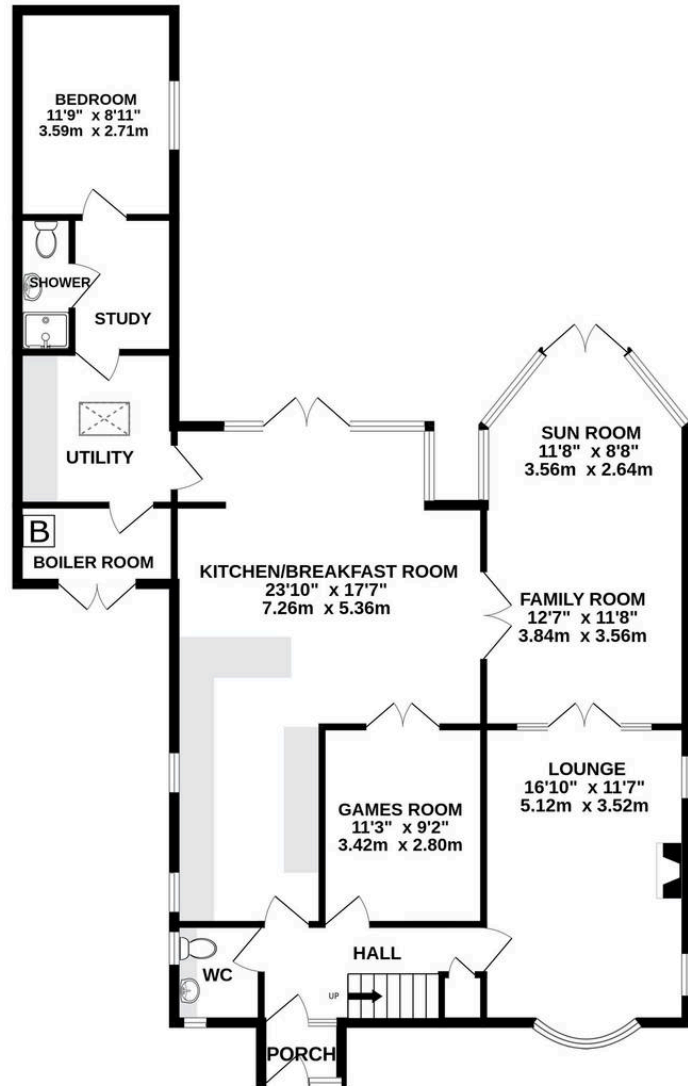 BEDROOM
11'9" x 8'11"
3.59m x 2.71m
SHOWER
STUDY
UTILITY
B
BOILER ROOM
SUN ROOM
11'8" x 8'8"
3.56m x 2.64m
KITCHEN/BREAKFAST ROOM
23'10" x 17'7"
7.26m x 5.36m
FAMILY ROOM
12'7" x 11'8"
3.84m x 3.56m
LOUNGE
16'10" x 11'7"
5.12m x 3.52m
GAMES ROOM
11'3" x 9'2"
3.42m x 2.80m
HALL
WC
UP
PORCH